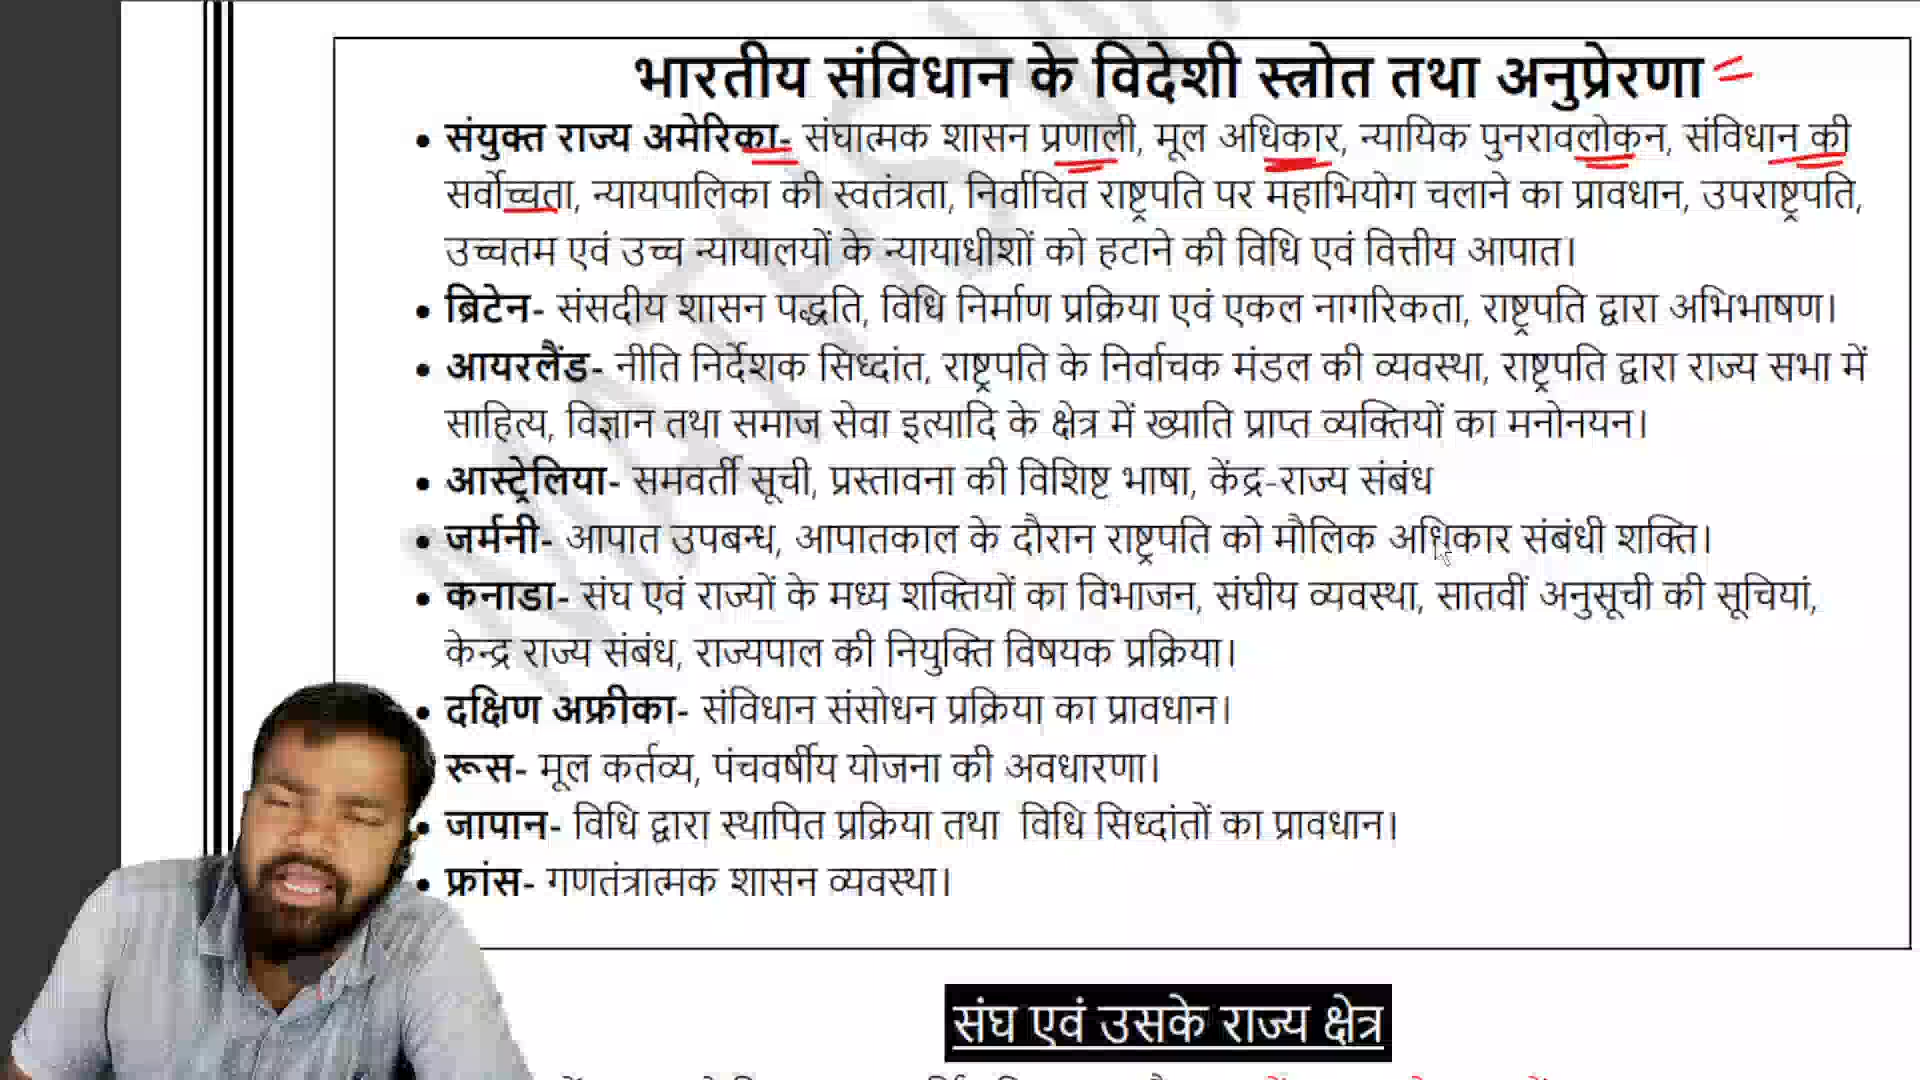 भारतीय संविधान के विदेशी स्त्रोत तथा अनुप्रेरणा
• संयुक्त राज्य अमेरिका- संघात्मक शासन प्रणाली, मूल अधिकार, न्यायिक पुनरावलोकन, संविधान की
सर्वोच्चता, न्यायपालिका की स्वतंत्रता, निर्वाचित राष्ट्रपति पर महाभियोग चलाने का प्रावधान, उपराष्ट्रपति,
उच्चतम एवं उच्च न्यायालयों के न्यायाधीशों को हटाने की विधि एवं वित्तीय आपात।
• ब्रिटेन- संसदीय शासन पद्धति, विधि निर्माण प्रक्रिया एवं एकल नागरिकता, राष्ट्रपति द्वारा अभिभाषण।
• आयरलैंड- नीति निर्देशक सिध्दांत, राष्ट्रपति के निर्वाचक मंडल की व्यवस्था, राष्ट्रपति द्वारा राज्य सभा में
साहित्य, विज्ञान तथा समाज सेवा इत्यादि के क्षेत्र में ख्याति प्राप्त व्यक्तियों का मनोनयन।
• आस्ट्रेलिया- समवर्ती सूची, प्रस्तावना की विशिष्ट भाषा, केंद्र-राज्य संबंध
• जर्मनी- आपात उपबन्ध, आपातकाल के दौरान राष्ट्रपति को मौलिक अधिकार संबंधी शक्ति।
• कनाडा- संघ एवं राज्यों के मध्य शक्तियों का विभाजन, संघीय व्यवस्था, सातवीं अनुसूची की सूचियां,
केन्द्र राज्य संबंध, राज्यपाल की नियुक्ति विषयक प्रक्रिया।
• दक्षिण अफ्रीका- संविधान संसोधन प्रक्रिया का प्रावधान।
रूस- मूल कर्तव्य, पंचवर्षीय योजना की अवधारणा।
• जापान- विधि द्वारा स्थापित प्रक्रिया तथा विधि सिध्दांतों का प्रावधान।
• फ्रांस- गणतंत्रात्मक शासन व्यवस्था।
संघ एवं उसके राज्य क्षेत्र